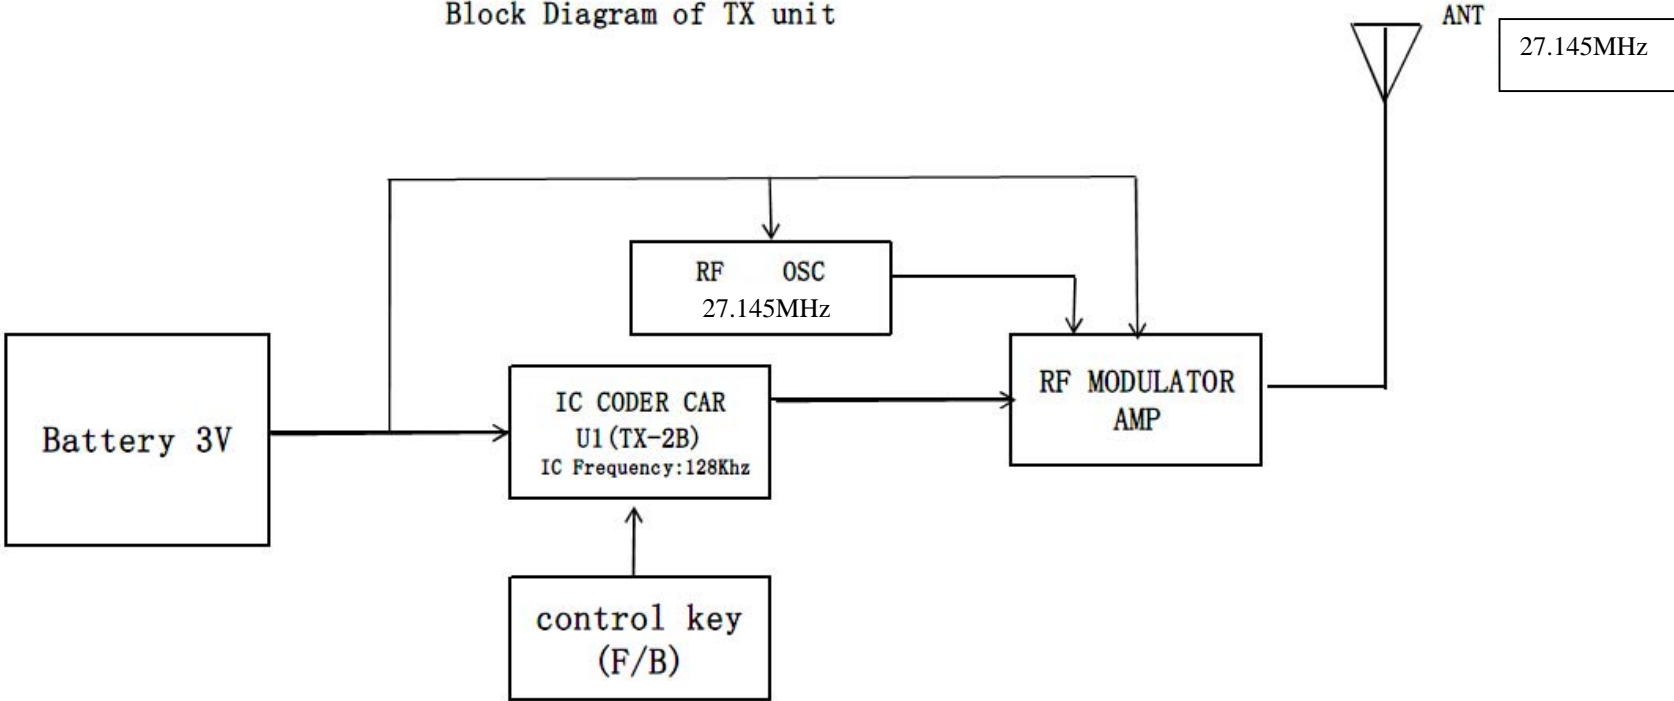 Block Diagram of TX unit
ANT
27.145MHz
RF OSC
27.145MHz
Battery 3V
IC CODER CAR
U1(TX-2B)
IC Frequency:128Khz
RF MODULATOR
AMP
control key
(F/B)